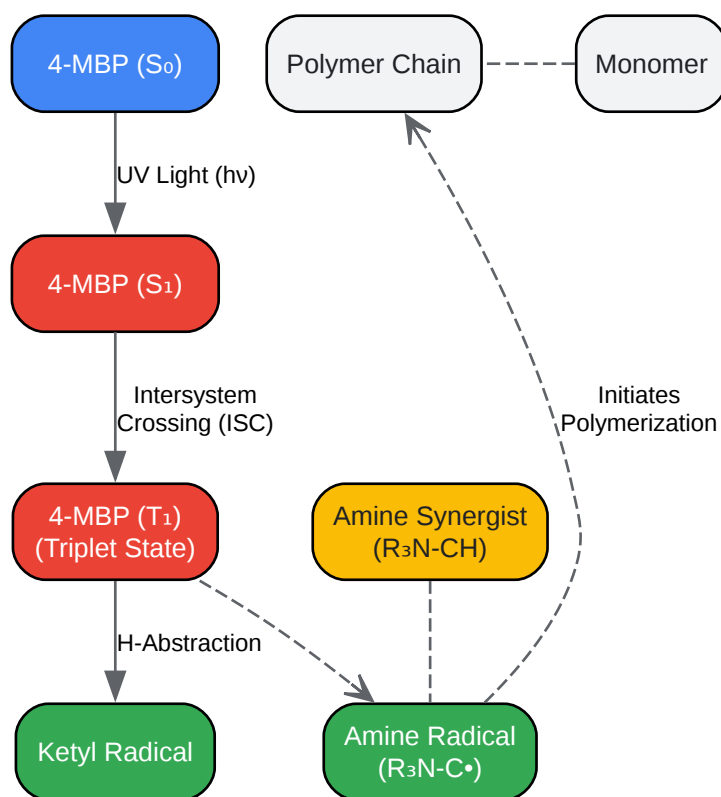 4-MBP (S₀)
Polymer Chain
Monomer
UV Light (hν)
4-MBP (S₁)
Intersystem
Crossing (ISC)
Initiates
Polymerization
4-MBP (T₁)
(Triplet State)
Amine Synergist
(R₃N-CH)
H-Abstraction
Ketyl Radical
Amine Radical
(R₃N-C•)